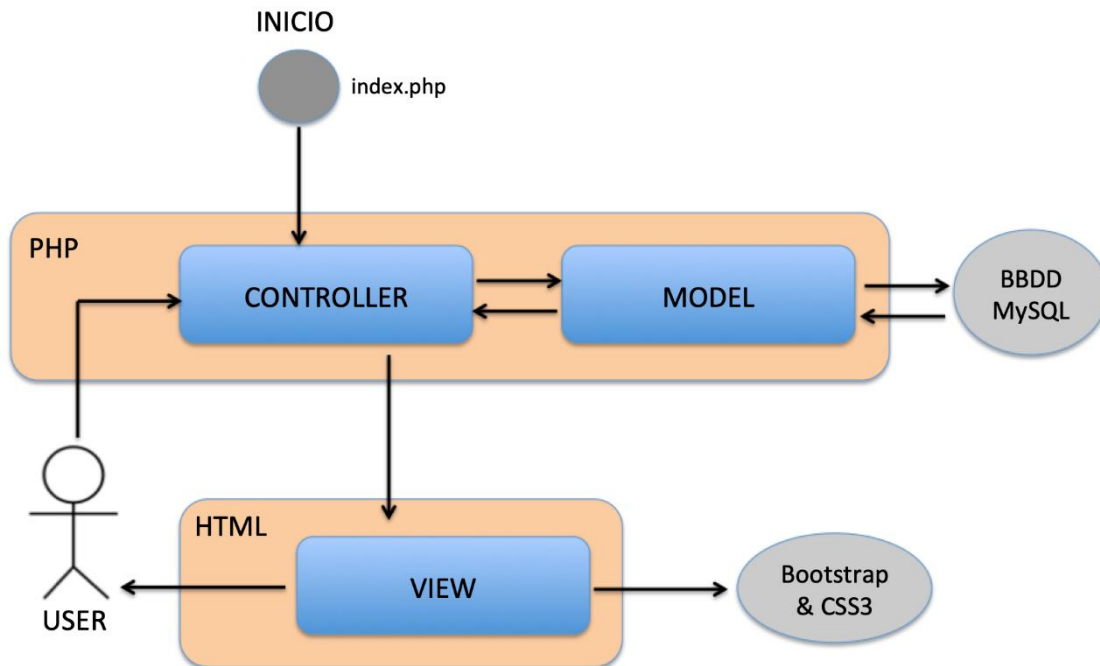 INICIO
index.php
PHP
CONTROLLER
MODEL
BBDD
MySQL
HTML
VIEW
USER
Bootstrap
& CSS3